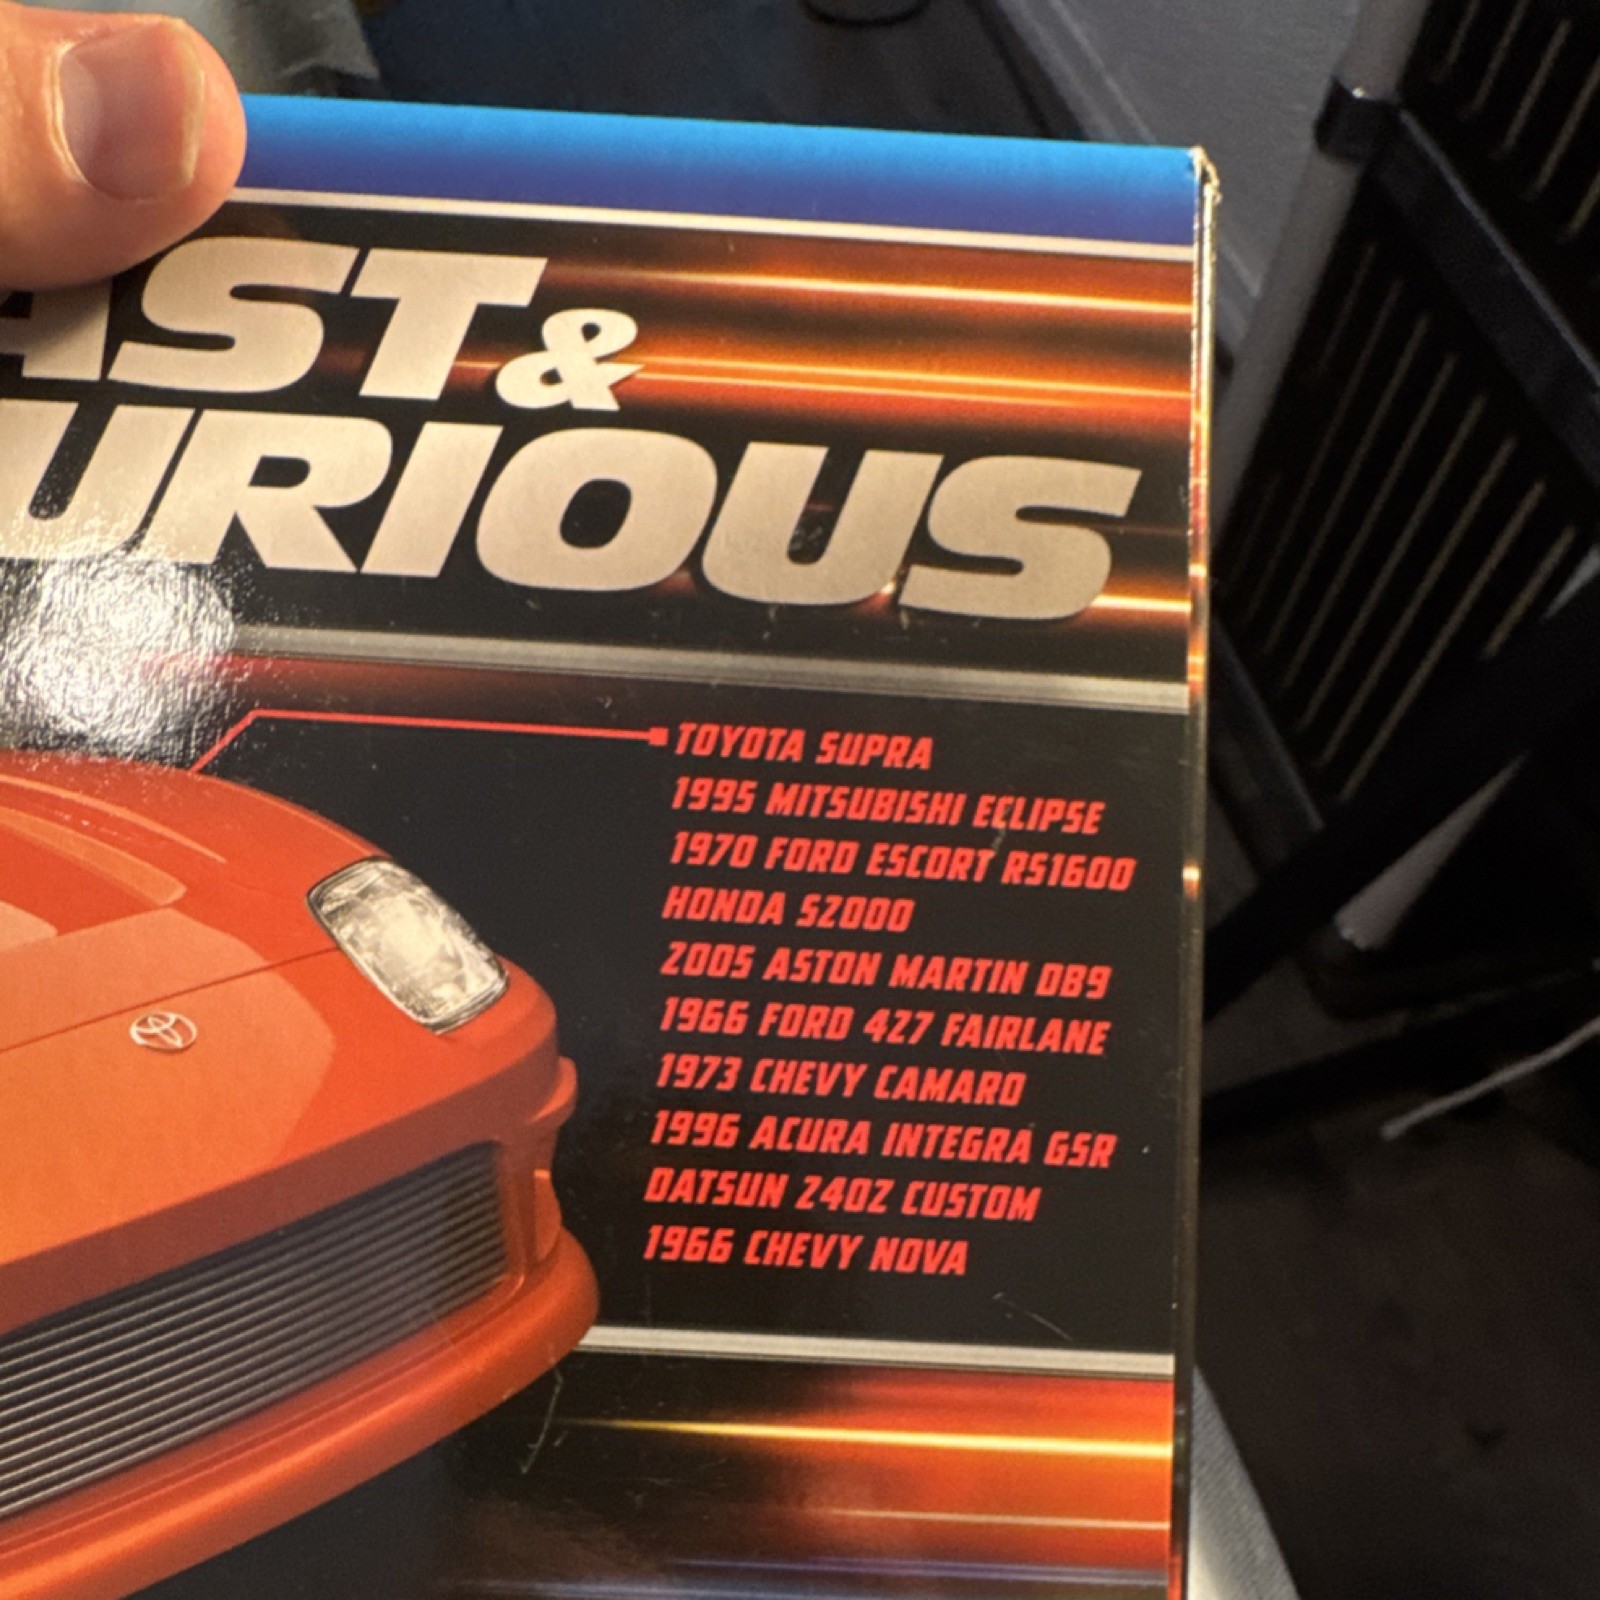 AST &
URIOUS
TOYOTA SUPRA
1995 MITSUBISHI ECLIPSE
1970 FORD ESCORT RS1600
HONDA S2000
2005 ASTON MARTIN DB9
1966 FORD 427 FAIRLANE
1973 CHEVY CAMARO
1996 ACURA INTEGRA GSR
DATSUN 240Z CUSTOM
1966 CHEVY NOVA